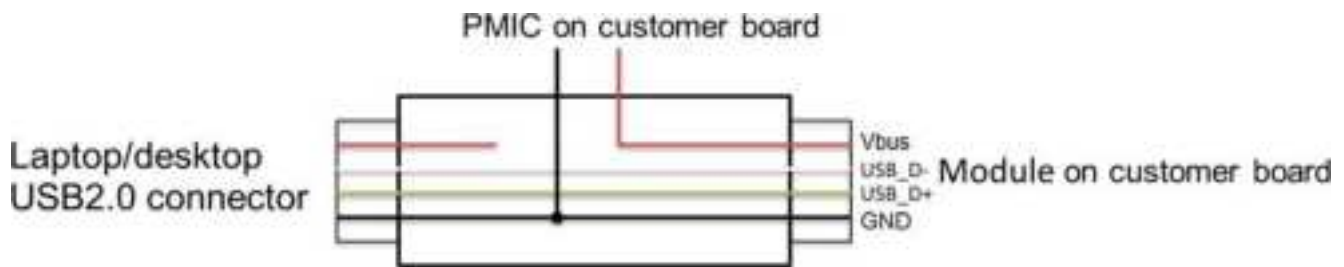 PMIC on customer board
Laptop/desktop
USB2.0 connector
Vbus
USB_D-
USB_D+
GND
Module on customer board